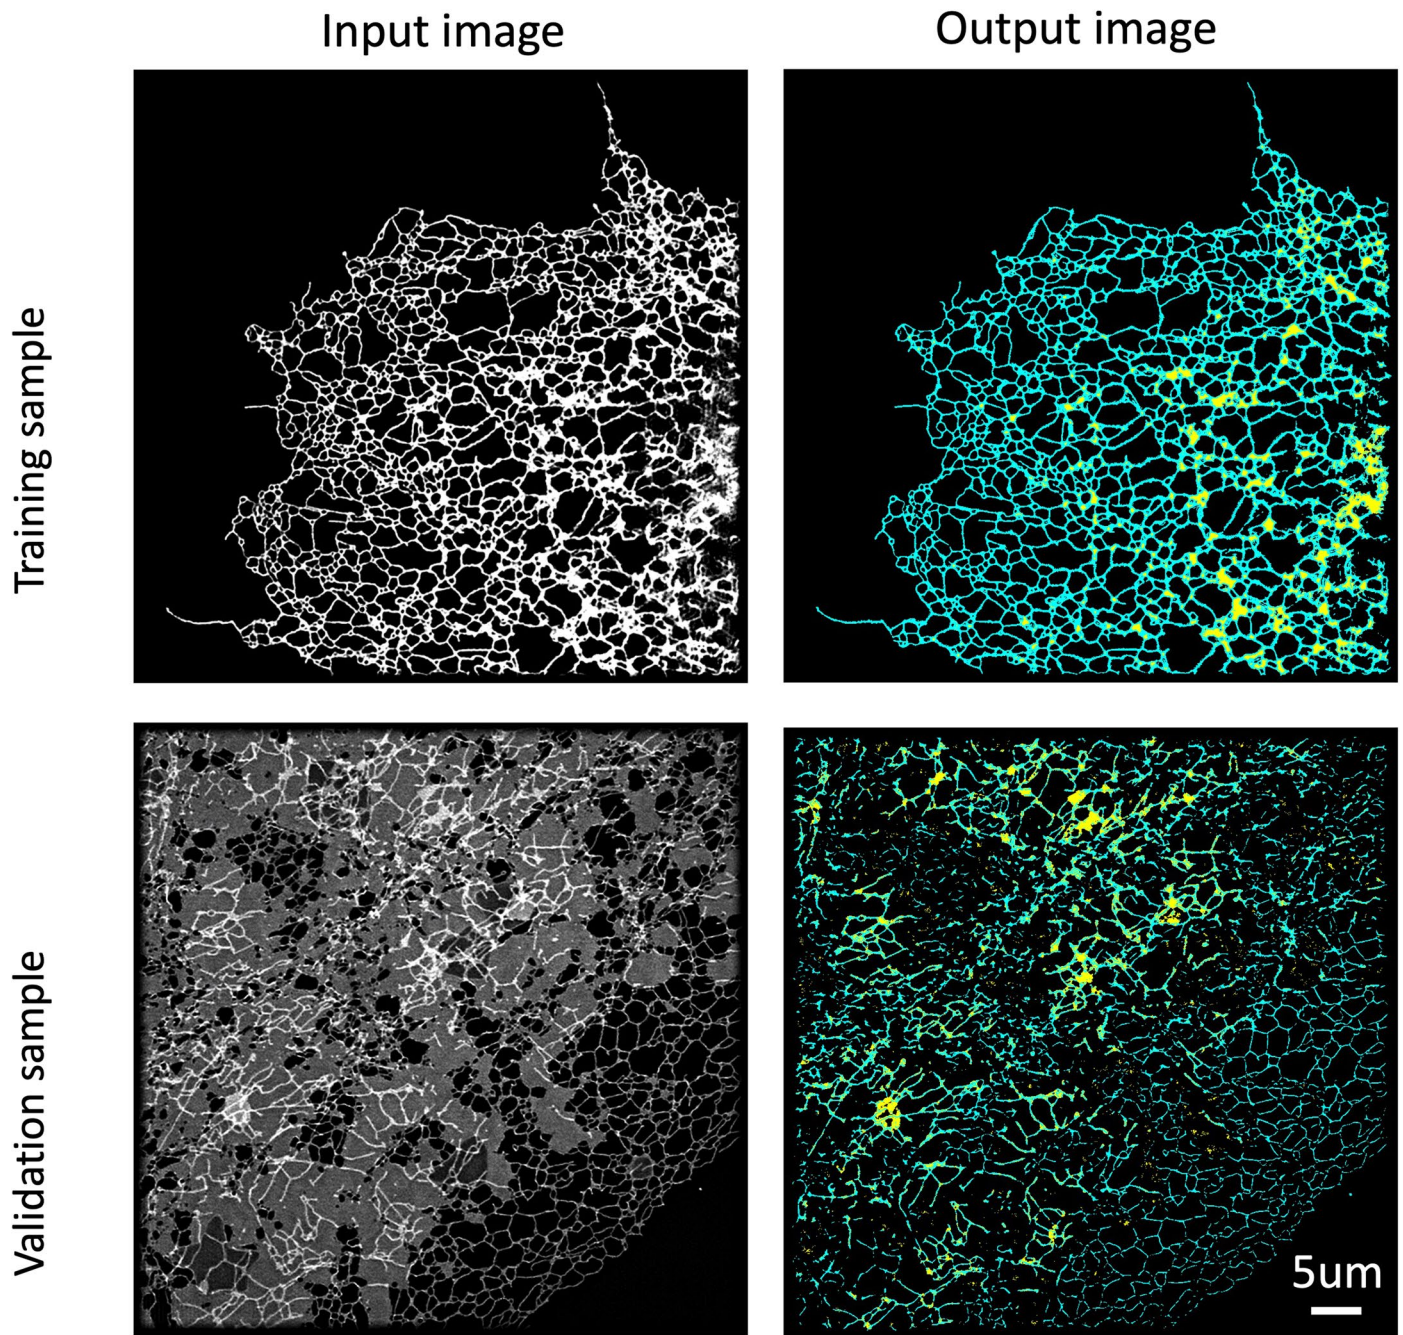 Input image
Output image
Training sample
Validation sample
5um